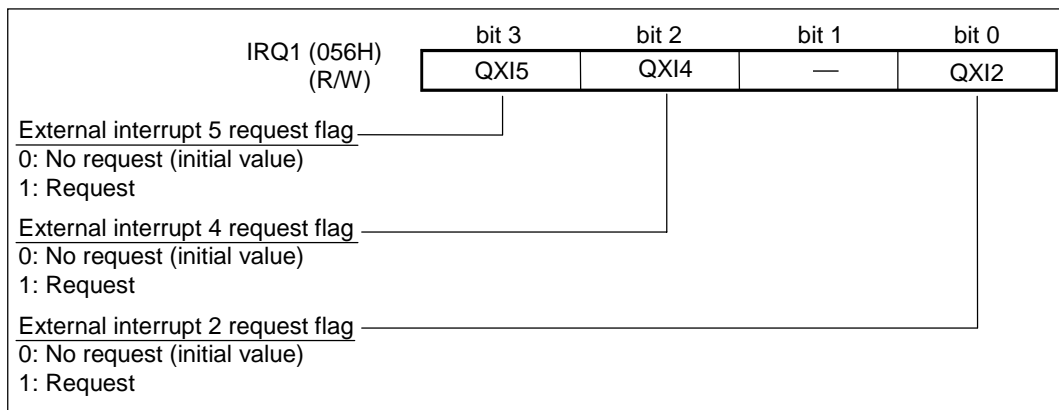 IRQ1 (056H)
(R/W)
bit 3 bit 2 bit 1 bit 0
QXI5 QXI4 — QXI2
External interrupt 5 request flag
0: No request (initial value)
1: Request
External interrupt 4 request flag
0: No request (initial value)
1: Request
External interrupt 2 request flag
0: No request (initial value)
1: Request